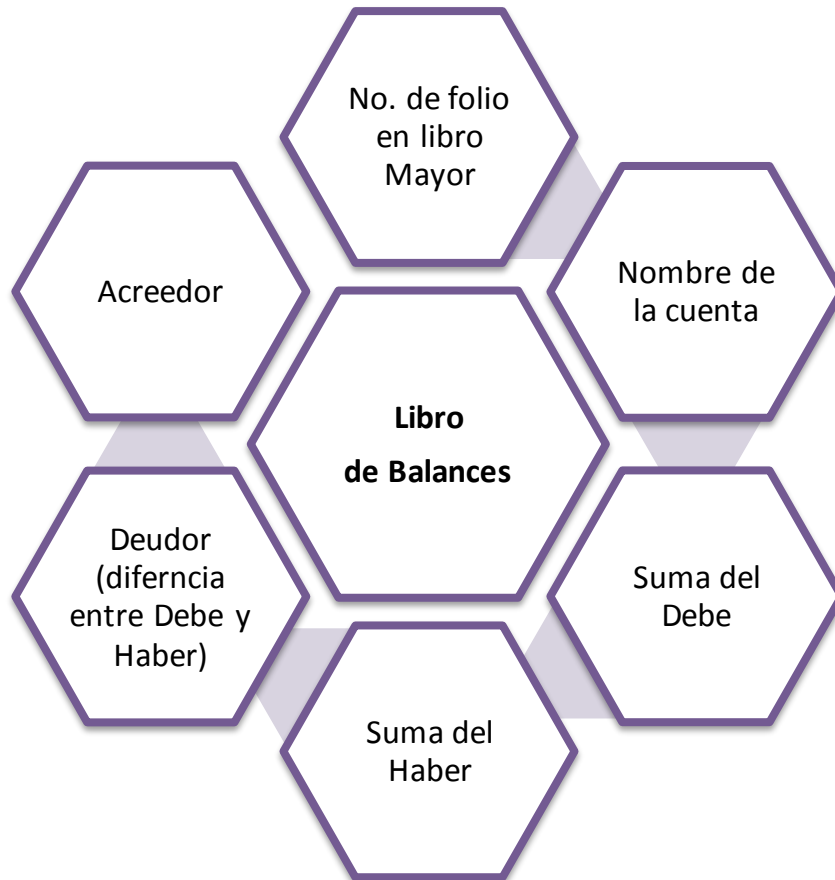 No. de folio
en libro
Mayor
Nombre de
la cuenta
Suma del
Debe
Suma del
Haber
Deudor
(diferncia
entre Debe y
Haber)
Acreedor
Libro
de Balances